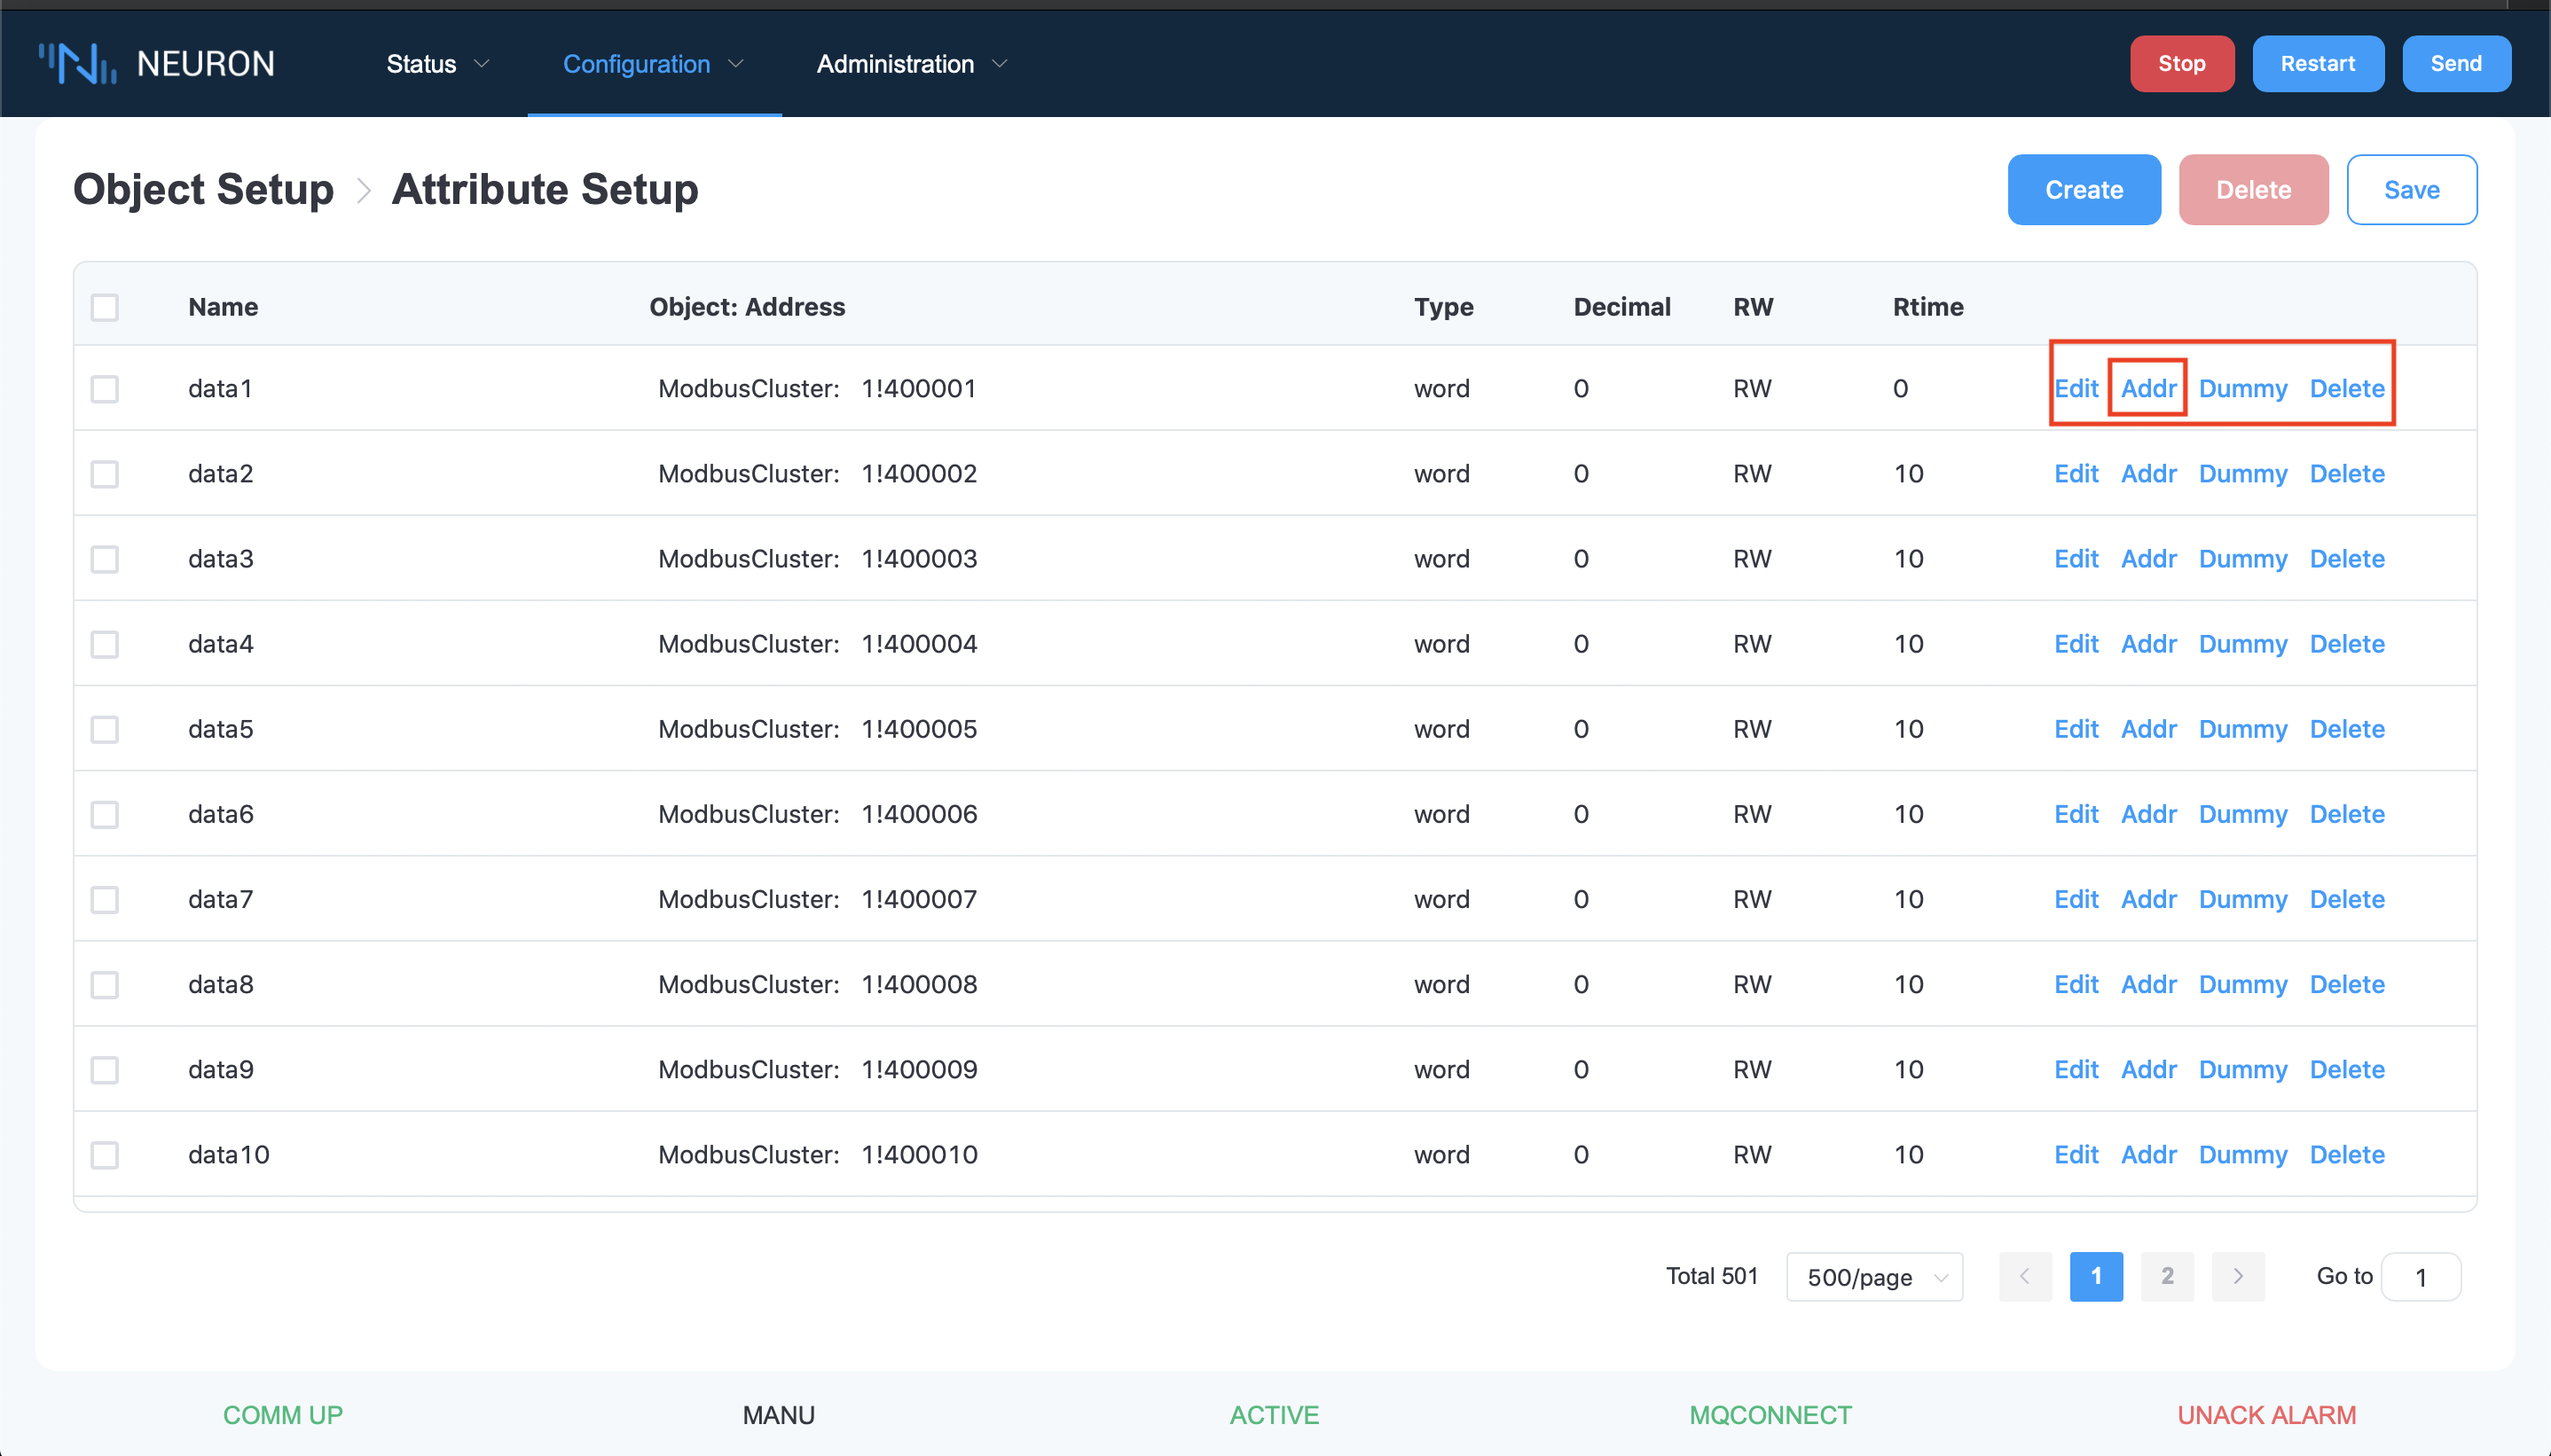 NEURON Status Configuration Administration Stop Restart Send
Object Setup > Attribute Setup Create Delete Save
Name Object: Address Type Decimal RW Rtime
data1 ModbusCluster: 1!400001 word 0 RW 0 Edit Addr Dummy Delete
data2 ModbusCluster: 1!400002 word 0 RW 10 Edit Addr Dummy Delete
data3 ModbusCluster: 1!400003 word 0 RW 10 Edit Addr Dummy Delete
data4 ModbusCluster: 1!400004 word 0 RW 10 Edit Addr Dummy Delete
data5 ModbusCluster: 1!400005 word 0 RW 10 Edit Addr Dummy Delete
data6 ModbusCluster: 1!400006 word 0 RW 10 Edit Addr Dummy Delete
data7 ModbusCluster: 1!400007 word 0 RW 10 Edit Addr Dummy Delete
data8 ModbusCluster: 1!400008 word 0 RW 10 Edit Addr Dummy Delete
data9 ModbusCluster: 1!400009 word 0 RW 10 Edit Addr Dummy Delete
data10 ModbusCluster: 1!400010 word 0 RW 10 Edit Addr Dummy Delete
Total 501 500/page < 1 2 > Go to 1
COMM UP MANU ACTIVE MQCONNECT UNACK ALARM